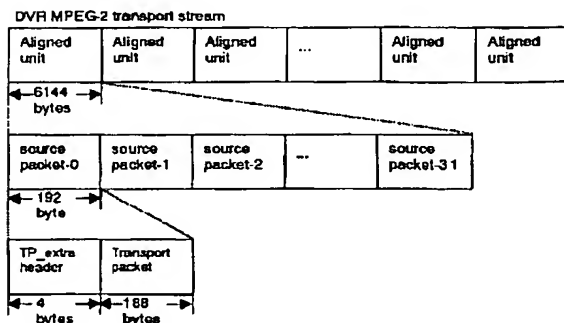 DVR MPEG-2 transport stream
Aligned unit
Aligned unit
Aligned unit
...
Aligned unit
Aligned unit
6144 bytes
source packet-0
source packet-1
source packet-2
...
source packet-31
192 byte
TP_extra header
Transport packet
4 bytes
188 bytes